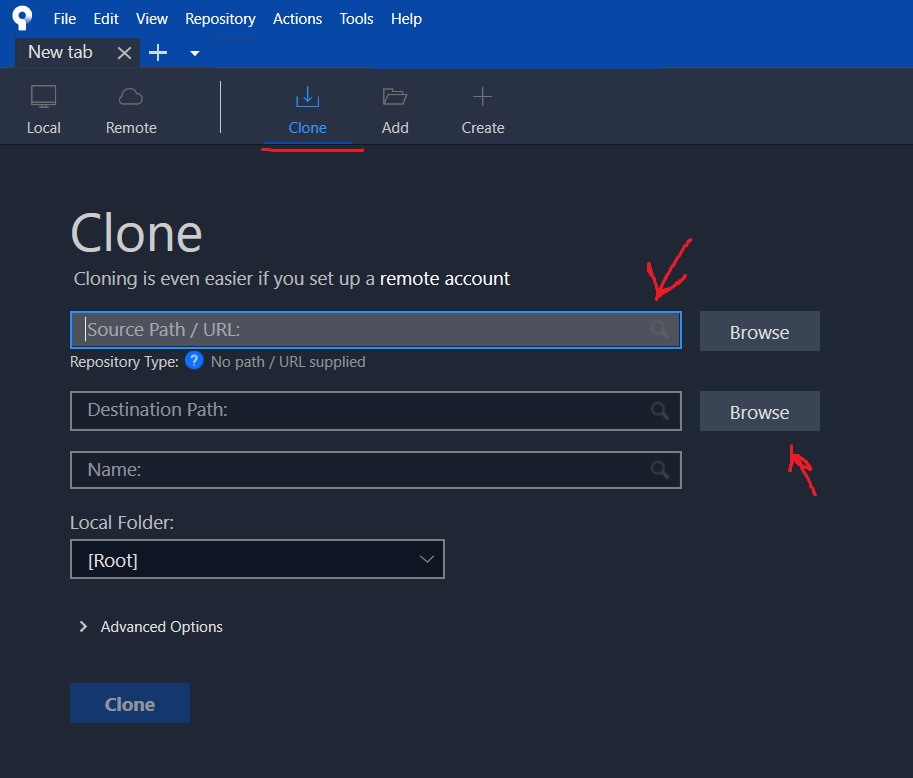 File Edit View Repository Actions Tools Help
New tab
Local Remote Clone Add Create
Clone
Cloning is even easier if you set up a remote account
Source Path / URL: Browse
Repository Type: ? No path / URL supplied
Destination Path: Browse
Name:
Local Folder:
[Root]
Advanced Options
Clone